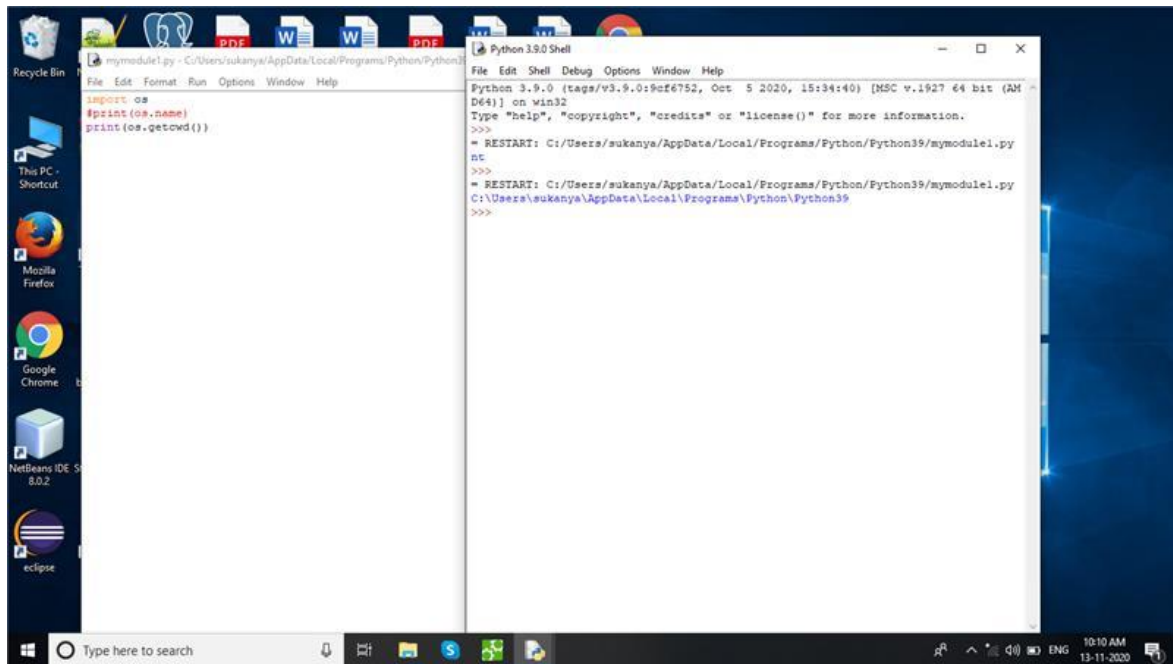 Recycle Bin
This PC -
Shortcut
Mozilla
Firefox
Google
Chrome
NetBeans IDE
8.0.2
eclipse
PDF
W
W
PDF
mymodule1.py - C:/Users/sukanya/AppData/Local/Programs/Python/Python3
File Edit Format Run Options Window Help
import os
#print(os.name)
print(os.getcwd())
Python 3.9.0 Shell
File Edit Shell Debug Options Window Help
Python 3.9.0 (tags/v3.9.0:9cf6752, Oct 5 2020, 15:34:40) [MSC v.1927 64 bit (AM
D64)] on win32
Type "help", "copyright", "credits" or "license()" for more information.
>>>
= RESTART: C:/Users/sukanya/AppData/Local/Programs/Python/Python39/mymodule1.py
nt
>>>
= RESTART: C:/Users/sukanya/AppData/Local/Programs/Python/Python39/mymodule1.py
C:\Users\sukanya\AppData\Local\Programs\Python\Python39
>>>
Type here to search
ENG
10:10 AM
13-11-2020